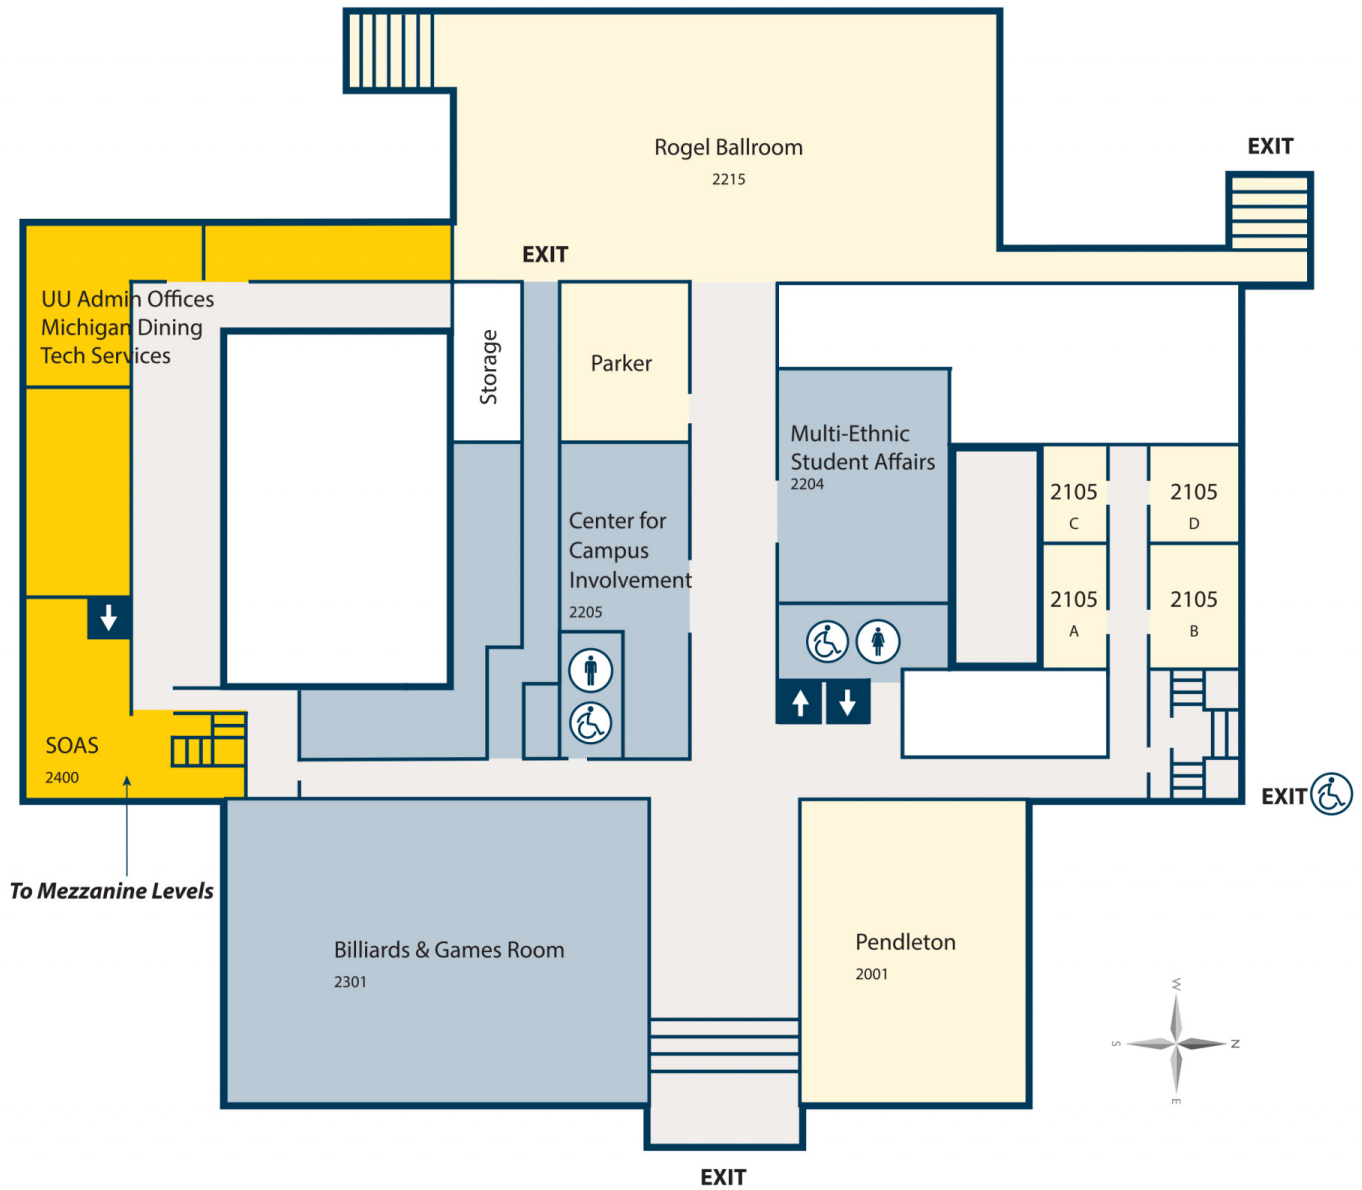 Rogel Ballroom
2215
EXIT
EXIT
UU Admin Offices
Michigan Dining
Tech Services
Storage
Parker
Multi-Ethnic
Student Affairs
2204
Center for
Campus
Involvement
2205
2105
C
2105
D
2105
A
2105
B
SOAS
2400
To Mezzanine Levels
EXIT
Billiards & Games Room
2301
Pendleton
2001
W
S
N
E
EXIT